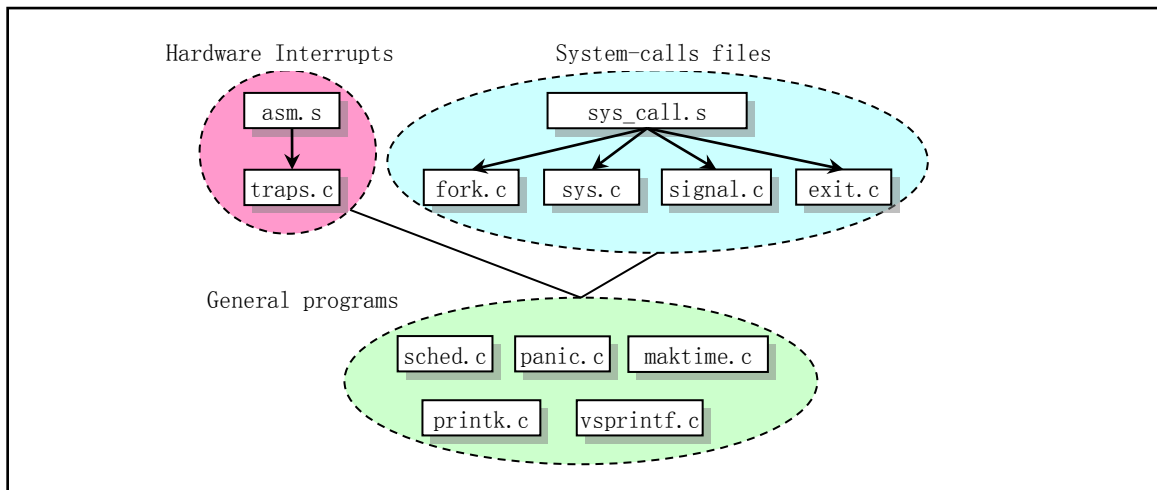 Hardware Interrupts
System-calls files
asm.s
sys_call.s
traps.c
fork.c
sys.c
signal.c
exit.c
General programs
sched.c
panic.c
maktime.c
printk.c
vsprintf.c